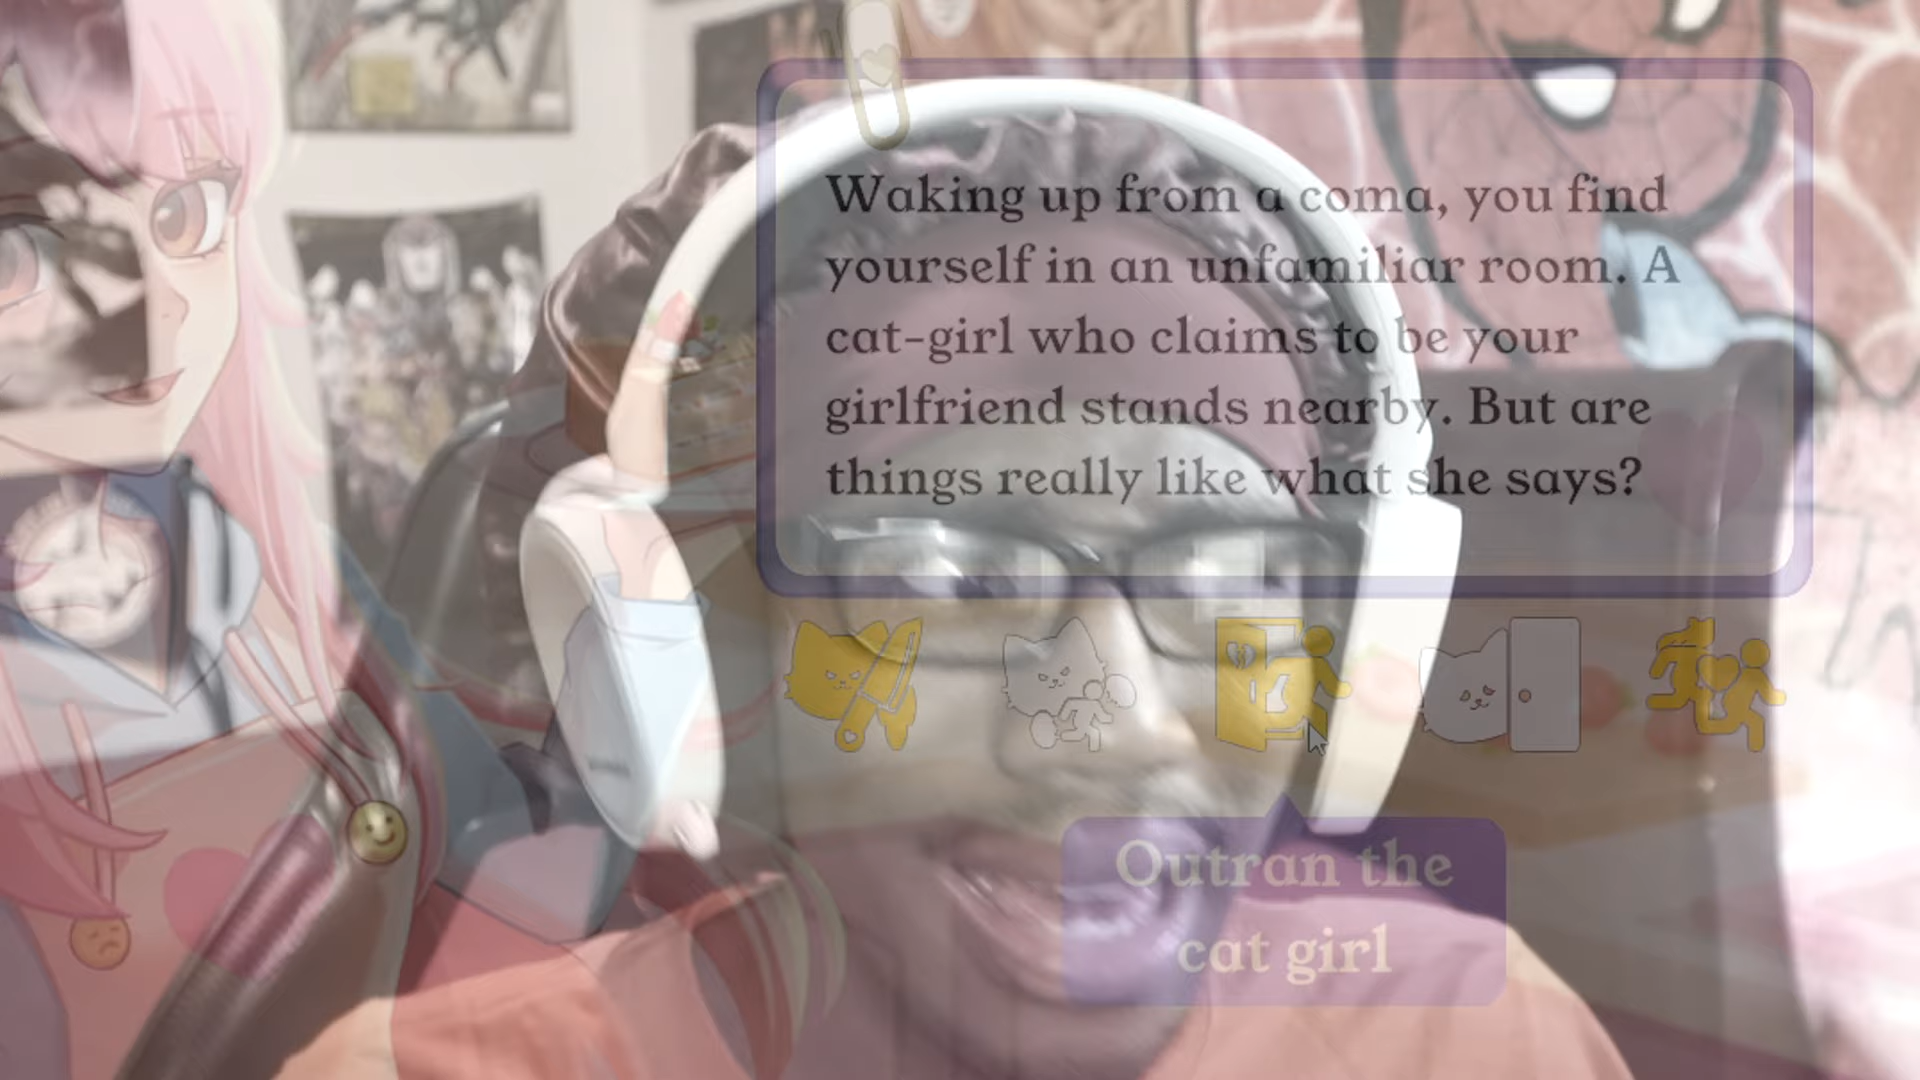 Waking up from a coma, you find
yourself in an unfamiliar room. A
cat-girl who claims to be your
girlfriend stands nearby. But are
things really like what she says?
Outran the
cat girl